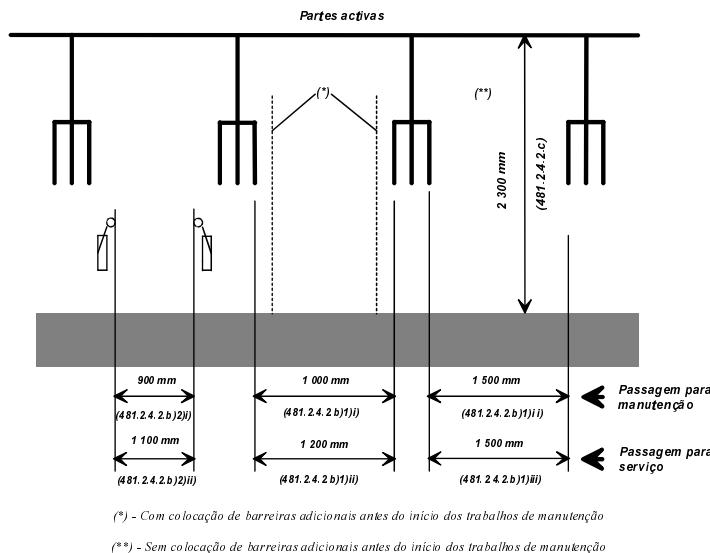 Partes activas
(*)
(**)
2 300 mm
(481.2.4.2.c)
900 mm
1 000 mm
1 500 mm
Passagem para
manutenção
(481.2.4.2.b)2)i)
(481.2.4.2 b)1)i)
(481.2.4.2.b)1)ii)
1 100 mm
1 200 mm
1 500 mm
Passagem para
serviço
(481.2.4.2.b)2)ii)
(481.2.4.2.b)1)ii)
(481.2.4.2.b)1)iii)
(*) - Com colocação de barreiras adicionais antes do início dos trabalhos de manutenção
(**) - Sem colocação de barreiras adicionais antes do início dos trabalhos de manutenção